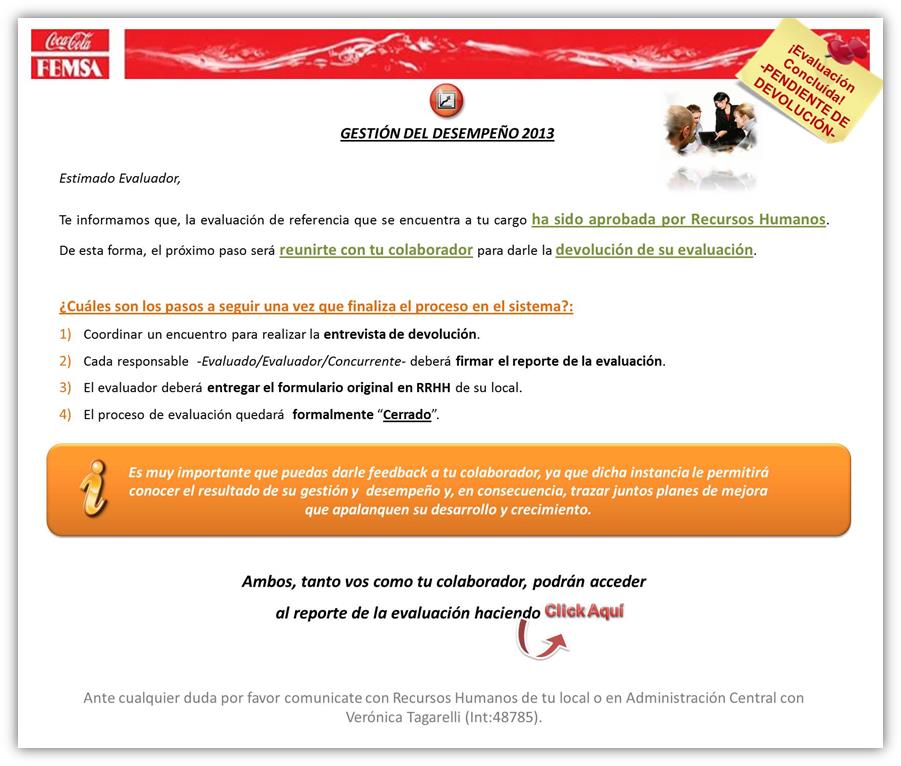 Coca-Cola
FEMSA
¡Evaluación
Concluida!
-PENDIENTE DE
DEVOLUCIÓN-
GESTIÓN DEL DESEMPEÑO 2013
Estimado Evaluador,
Te informamos que, la evaluación de referencia que se encuentra a tu cargo ha sido aprobada por Recursos Humanos.
De esta forma, el próximo paso será reunirte con tu colaborador para darle la devolución de su evaluación.
¿Cuáles son los pasos a seguir una vez que finaliza el proceso en el sistema?:
1) Coordinar un encuentro para realizar la entrevista de devolución.
2) Cada responsable -Evaluado/Evaluador/Concurrente- deberá firmar el reporte de la evaluación.
3) El evaluador deberá entregar el formulario original en RRHH de su local.
4) El proceso de evaluación quedará formalmente “Cerrado”.
Es muy importante que puedas darle feedback a tu colaborador, ya que dicha instancia le permitirá
conocer el resultado de su gestión y desempeño y, en consecuencia, trazar juntos planes de mejora
que apalanquen su desarrollo y crecimiento.
Ambos, tanto vos como tu colaborador, podrán acceder
al reporte de la evaluación haciendo Click Aquí
Ante cualquier duda por favor comunicate con Recursos Humanos de tu local o en Administración Central con
Verónica Tagarelli (Int:48785).